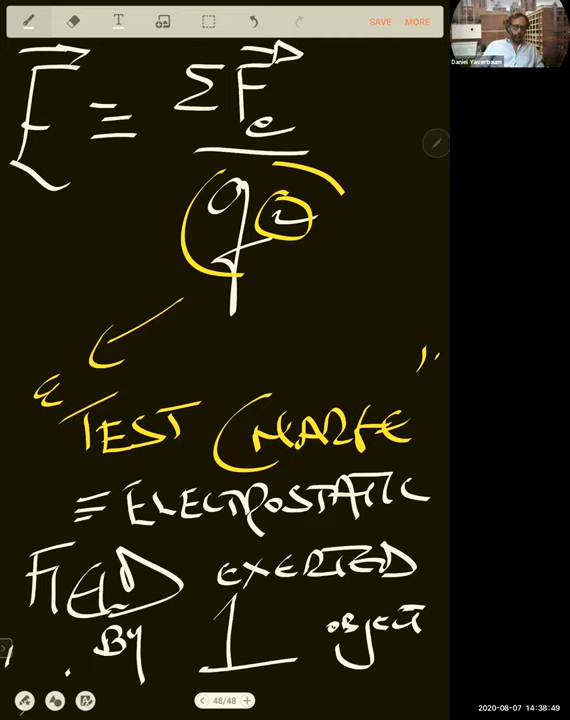 T SAVE MORE
Daniel Yaverbaum
E ≡ ΣFe
q
"TEST CHARGE"
≡ ELECTROSTATIC
FIELD EXERTED
BY 1 OBJECT
48/48
2020-08-07 14:38:49